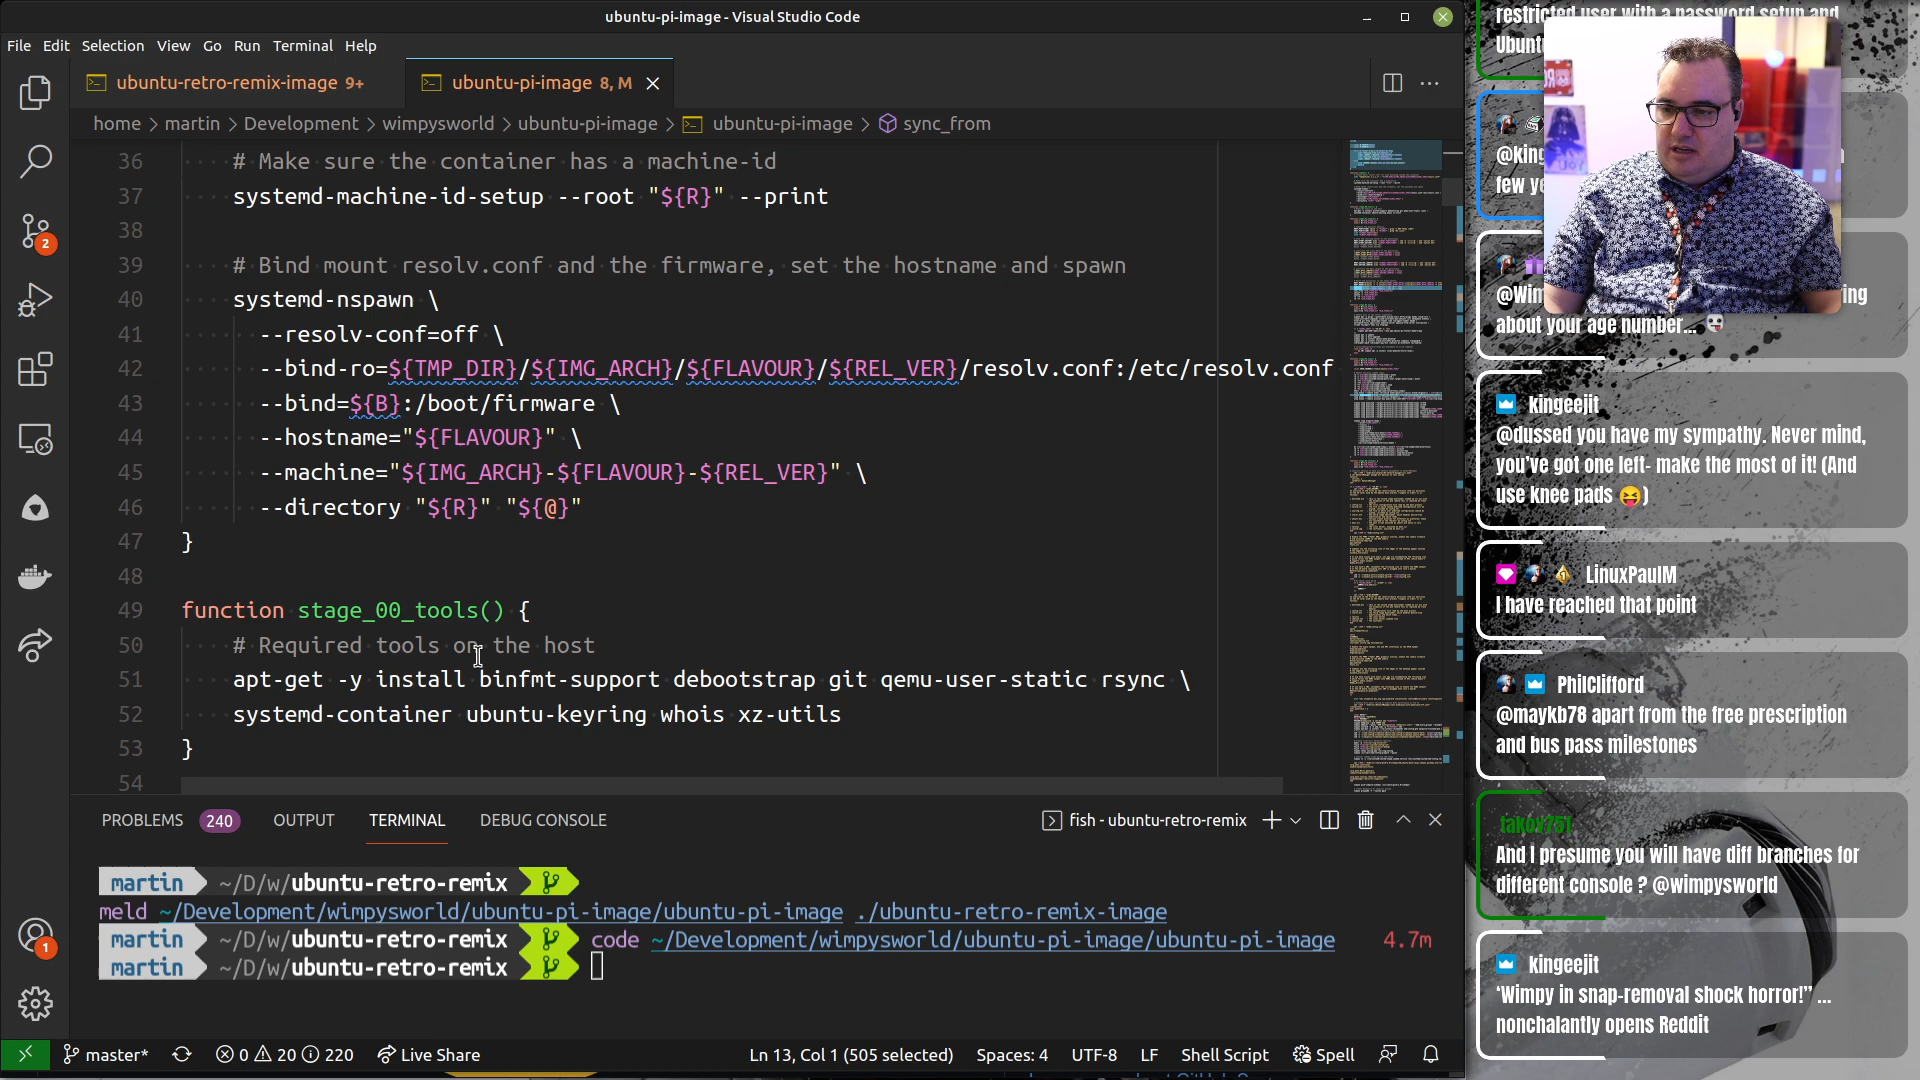 ubuntu-pi-image - Visual Studio Code
File Edit Selection View Go Run Terminal Help
ubuntu-retro-remix-image 9+
ubuntu-pi-image 8, M
home > martin > Development > wimpysworld > ubuntu-pi-image > ubuntu-pi-image > sync_from
36 # Make sure the container has a machine-id
37 systemd-machine-id-setup --root "${R}" --print
38
39 # Bind mount resolv.conf and the firmware, set the hostname and spawn
40 systemd-nspawn \
41 --resolv-conf=off \
42 --bind-ro=${TMP_DIR}/${IMG_ARCH}/${FLAVOUR}/${REL_VER}/resolv.conf:/etc/resolv.conf
43 --bind=${B}:/boot/firmware \
44 --hostname="${FLAVOUR}" \
45 --machine="${IMG_ARCH}-${FLAVOUR}-${REL_VER}" \
46 --directory "${R}" "${@}"
47 }
48
49 function stage_00_tools() {
50 # Required tools on the host
51 apt-get -y install binfmt-support debootstrap git qemu-user-static rsync \
52 systemd-container ubuntu-keyring whois xz-utils
53 }
54
PROBLEMS 240 OUTPUT TERMINAL DEBUG CONSOLE
fish - ubuntu-retro-remix
martin ~/D/w/ubuntu-retro-remix
meld ~/Development/wimpysworld/ubuntu-pi-image/ubuntu-pi-image ./ubuntu-retro-remix-image
martin ~/D/w/ubuntu-retro-remix code ~/Development/wimpysworld/ubuntu-pi-image/ubuntu-pi-image 4.7m
martin ~/D/w/ubuntu-retro-remix
2
1
master* 0 20 220 Live Share
Ln 13, Col 1 (505 selected) Spaces: 4 UTF-8 LF Shell Script Spell
restricted user with a password setup and
about your age number...
kingeejit
@dussed you have my sympathy. Never mind,
you've got one left- make the most of it! (And
use knee pads 😝)
LinuxPaulM
I have reached that point
PhilClifford
@maykb78 apart from the free prescription
and bus pass milestones
takov751
And I presume you will have diff branches for
different console ? @wimpysworld
kingeejit
‘Wimpy in snap-removal shock horror!” ...
nonchalantly opens Reddit